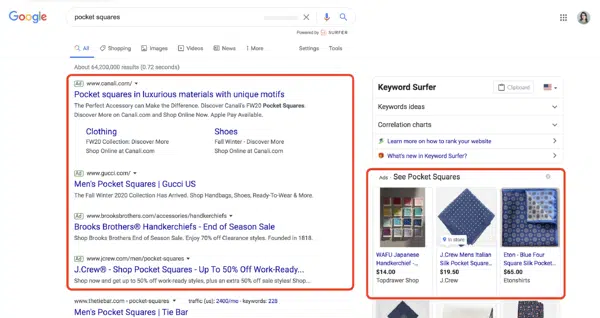 Google
pocket squares
Powered by SURFER
All Shopping Images Videos News More Settings Tools
About 64,200,000 results (0.72 seconds)
Ad www.canali.com/
Pocket squares in luxurious materials with unique motifs
The Perfect Accessory can Make the Difference. Discover Canali's FW20 Pocket Squares.
Discover More on Canali.com and Shop Online Now. Apple Pay Available.
Clothing Shoes
FW20 Collection: Discover More Fall Winter - Discover More
Shop Online at Canali.com Shop Online at Canali.com
Ad www.gucci.com/
Men's Pocket Squares | Gucci US
The Fall Winter 2020 Collection Has Arrived. Shop Handbags, Shoes, Ready-To-Wear & More.
Ad www.brooksbrothers.com/accessories/handkerchiefs
Brooks Brothers® Handkerchiefs - End of Season Sale
Shop Brooks Brothers End of Season Sale. Enjoy 70% off Clearance styles. Founded in 1818.
Ad www.jcrew.com/men/pocket-squares
J.Crew® - Shop Pocket Squares - Up To 50% Off Work-Ready...
Shop now and get up to 50% off work-ready styles, plus an extra 50% off sale styles! Shop...
www.thetiebar.com › pocket-squares traffic (us): 2400/mo - keywords: 228
Men's Pocket Squares | Tie Bar
Keyword Surfer Clipboard
Keywords ideas
Correlation charts
Learn more on how to rank your website
What's new in Keyword Surfer?
Ads · See Pocket Squares
In store
WAFU Japanese J.Crew Mens Italian Eton - Blue Four
Handkerchief -... Silk Pocket Squar... Square Silk Pocket...
$14.00 $19.50 $65.00
Topdrawer Shop J.Crew Etonshirts